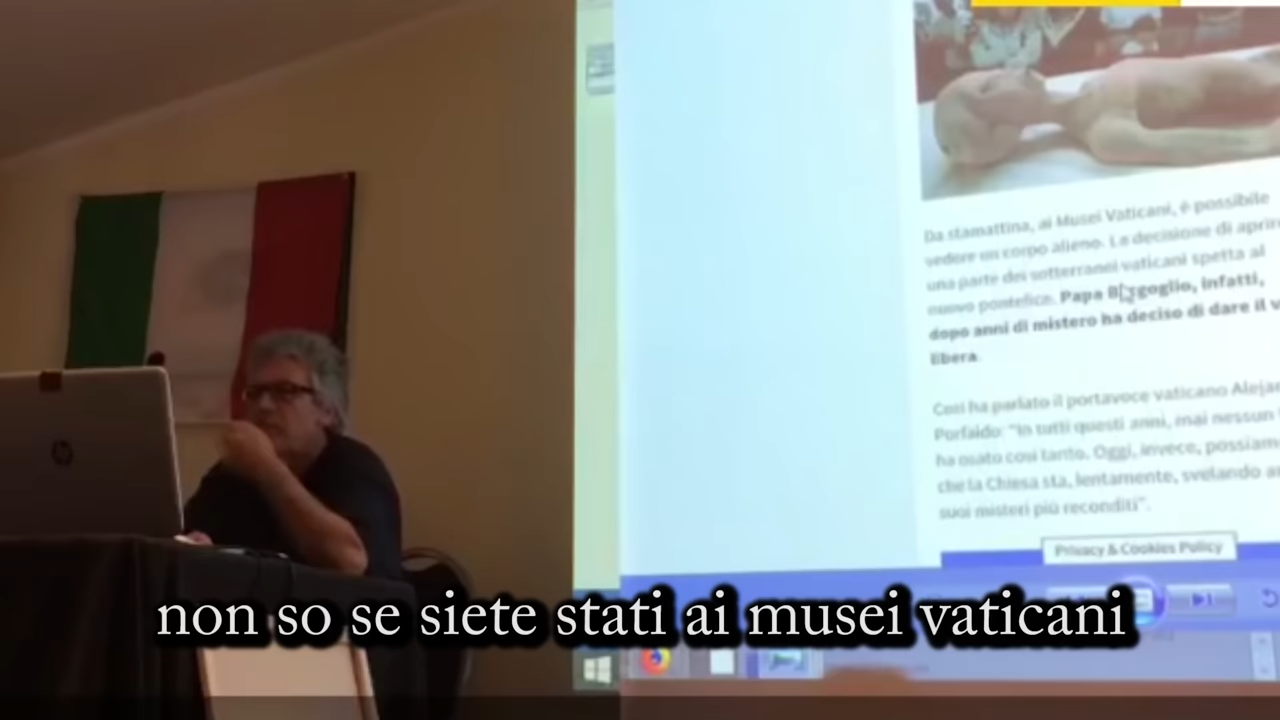 Da stamattina, ai Musei Vaticani, è possibile
vedere un corpo alieno. La decisione di aprire
una parte dei sotterranei vaticani spetta al
nuovo pontefice. Papa Bergoglio, infatti,
dopo anni di mistero ha deciso di dare il
libera.
Così ha parlato il portavoce vaticano
Porfaldo: "In tutti questi anni, mai nessun
ha osato così tanto. Oggi, invece,
che la Chiesa sta, lentamente, svelando
suoi misteri più reconditi".
Privacy & Cookies Policy
hp
non so se siete stati ai musei vaticani